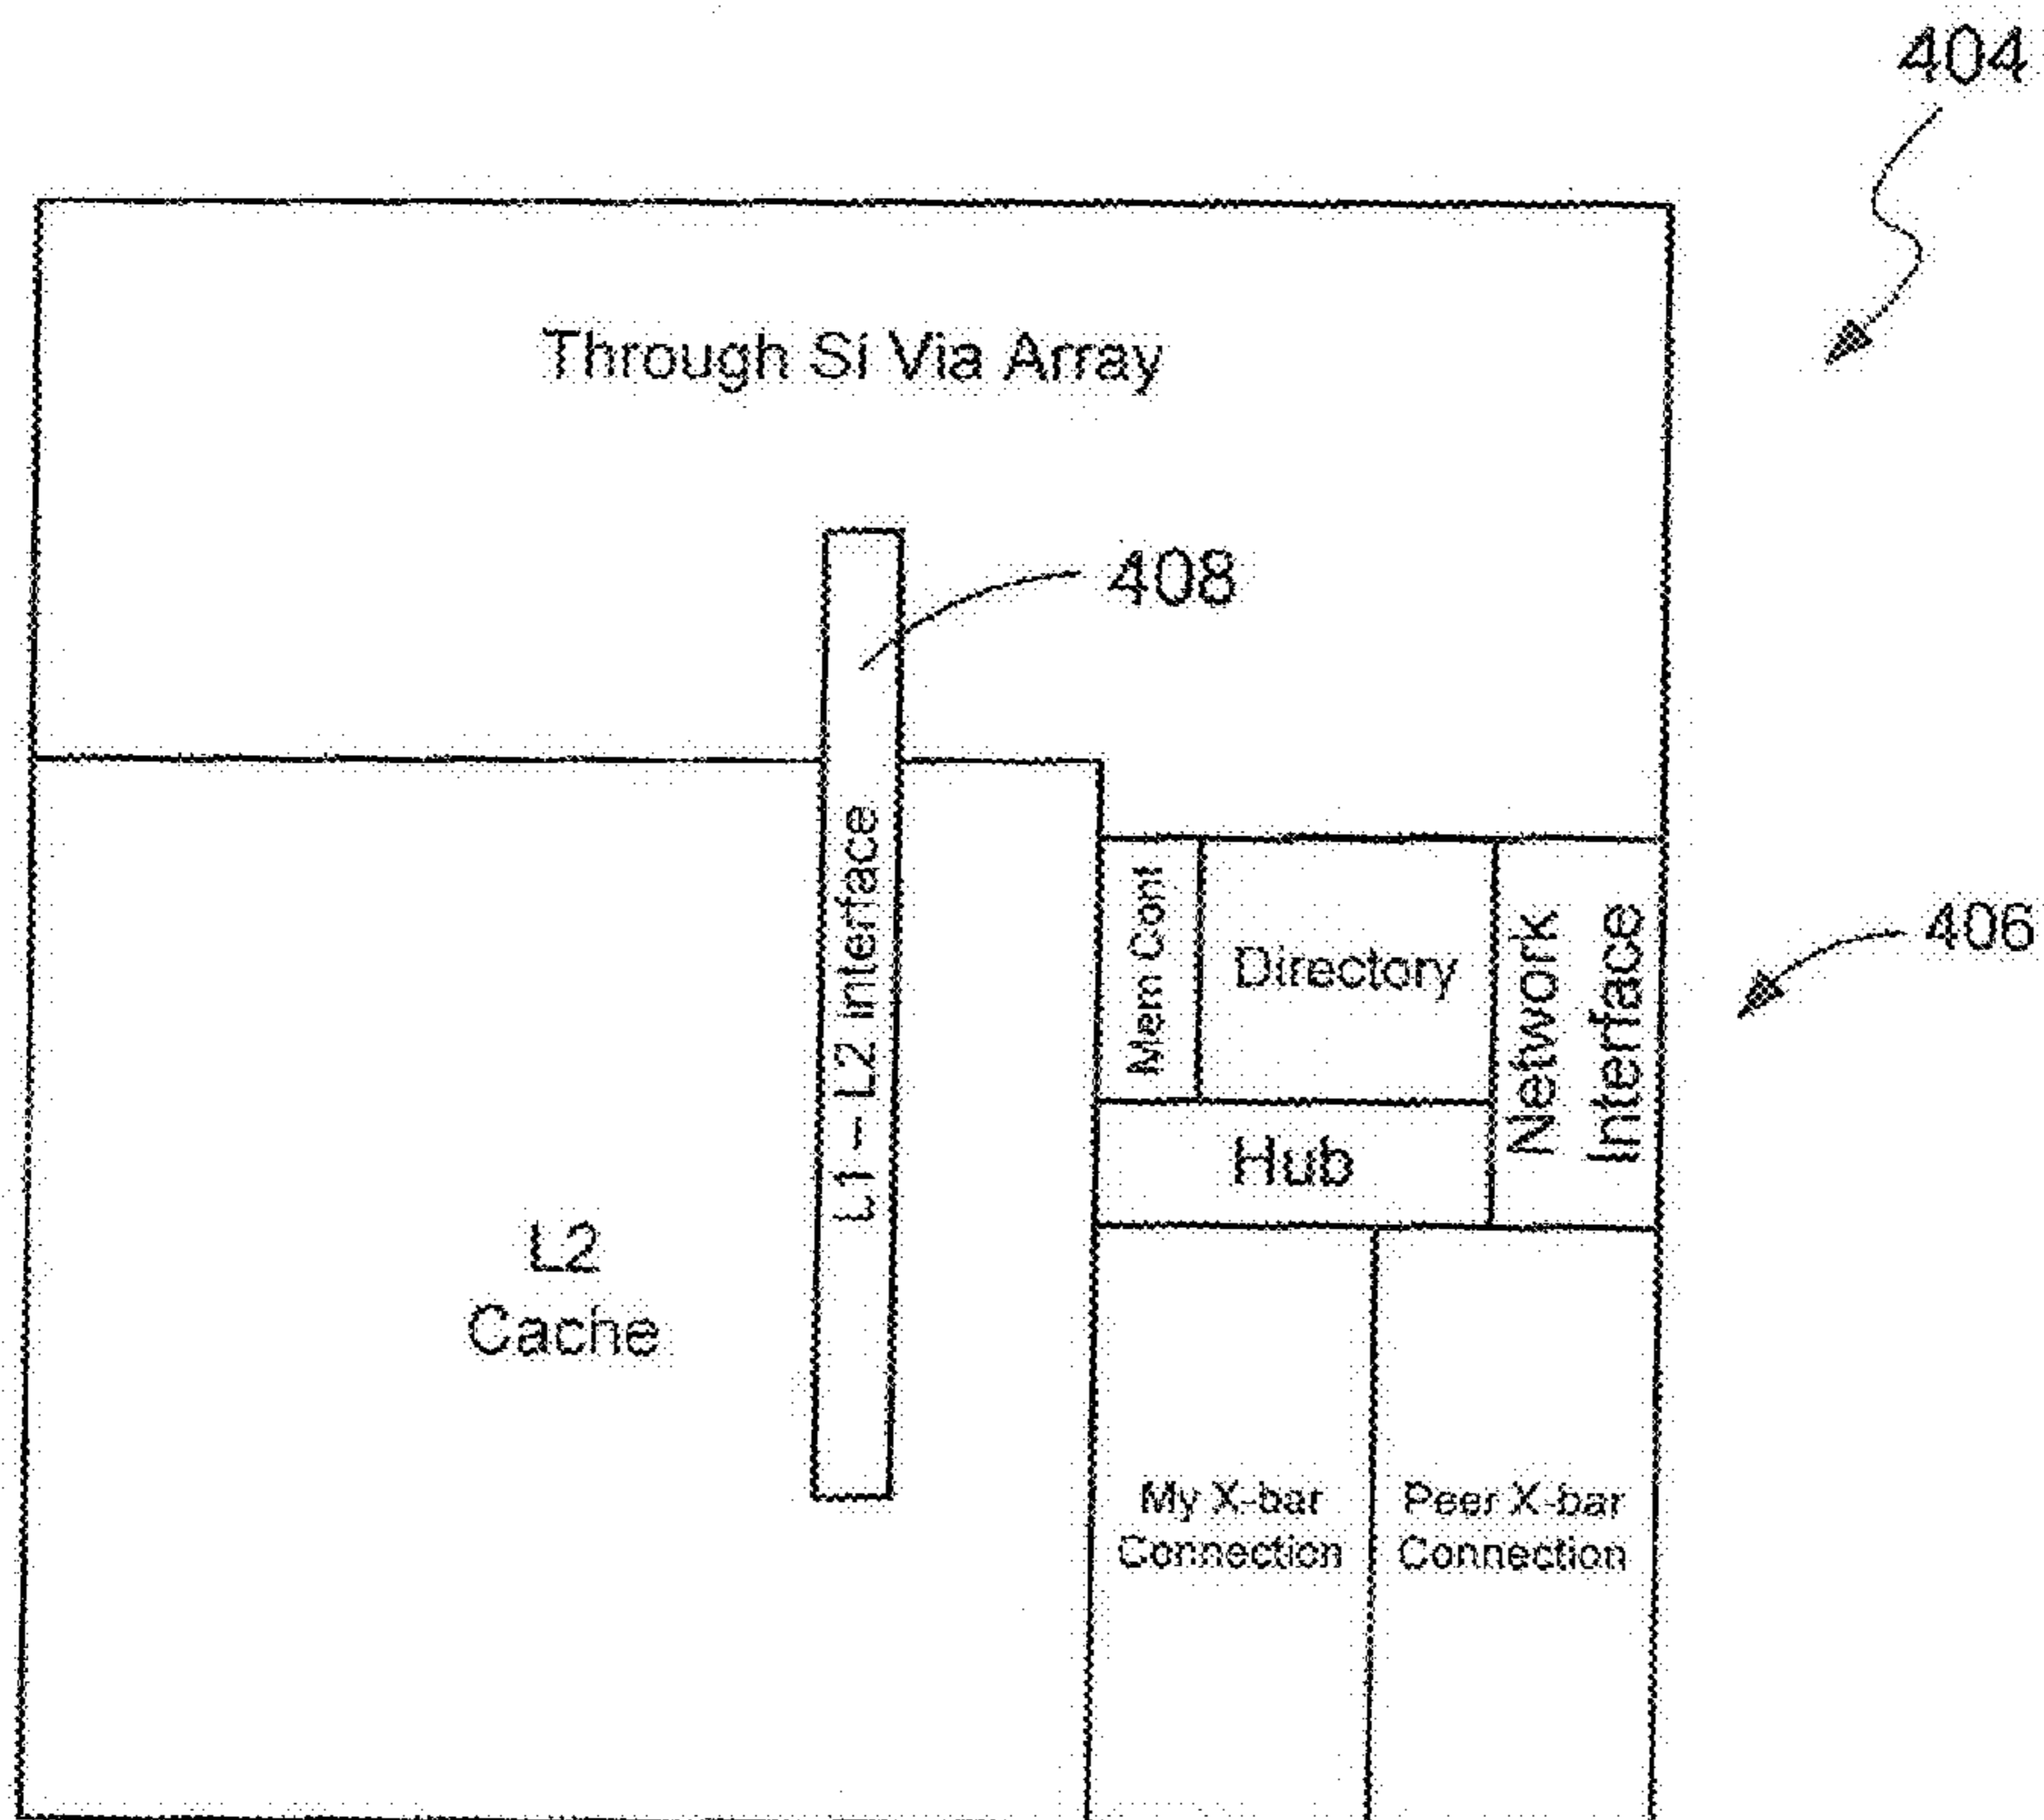 404
Through Si Via Array
408
L1 – L2 interface
Mem Cont
Directory
Network
Interface
406
Hub
L2
Cache
My X-bar
Connection
Peer X-bar
Connection